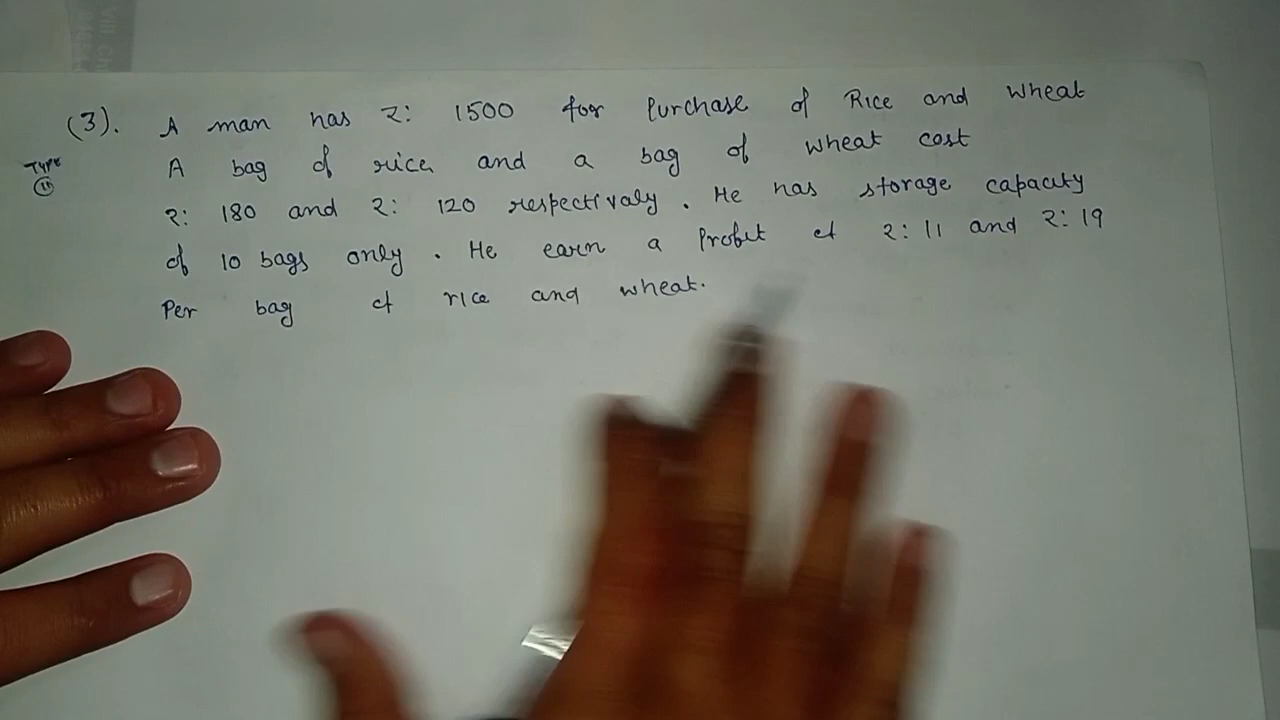 (3). A man has ₹: 1500 for Purchase of Rice and wheat
Type (11) A bag of rice and a bag of wheat cost
₹: 180 and ₹: 120 respectivaly. He has storage capacity
of 10 bags only. He earn a Profit of ₹: 11 and ₹: 19
Per bag of rice and wheat.